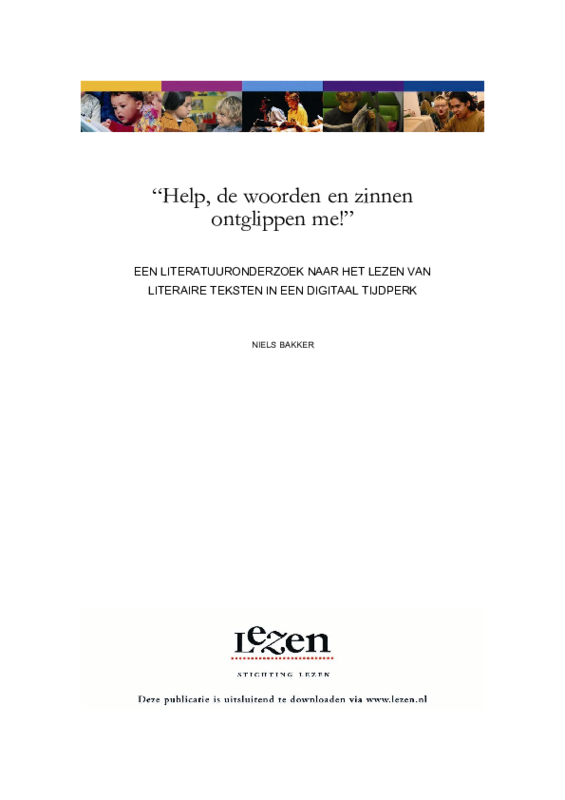 “Help, de woorden en zinnen
ontglippen me!”
EEN LITERATUURONDERZOEK NAAR HET LEZEN VAN
LITERAIRE TEKSTEN IN EEN DIGITAAL TIJDPERK
NIELS BAKKER
Lezen
STICHTING LEZEN
Deze publicatie is uitsluitend te downloaden via www.lezen.nl